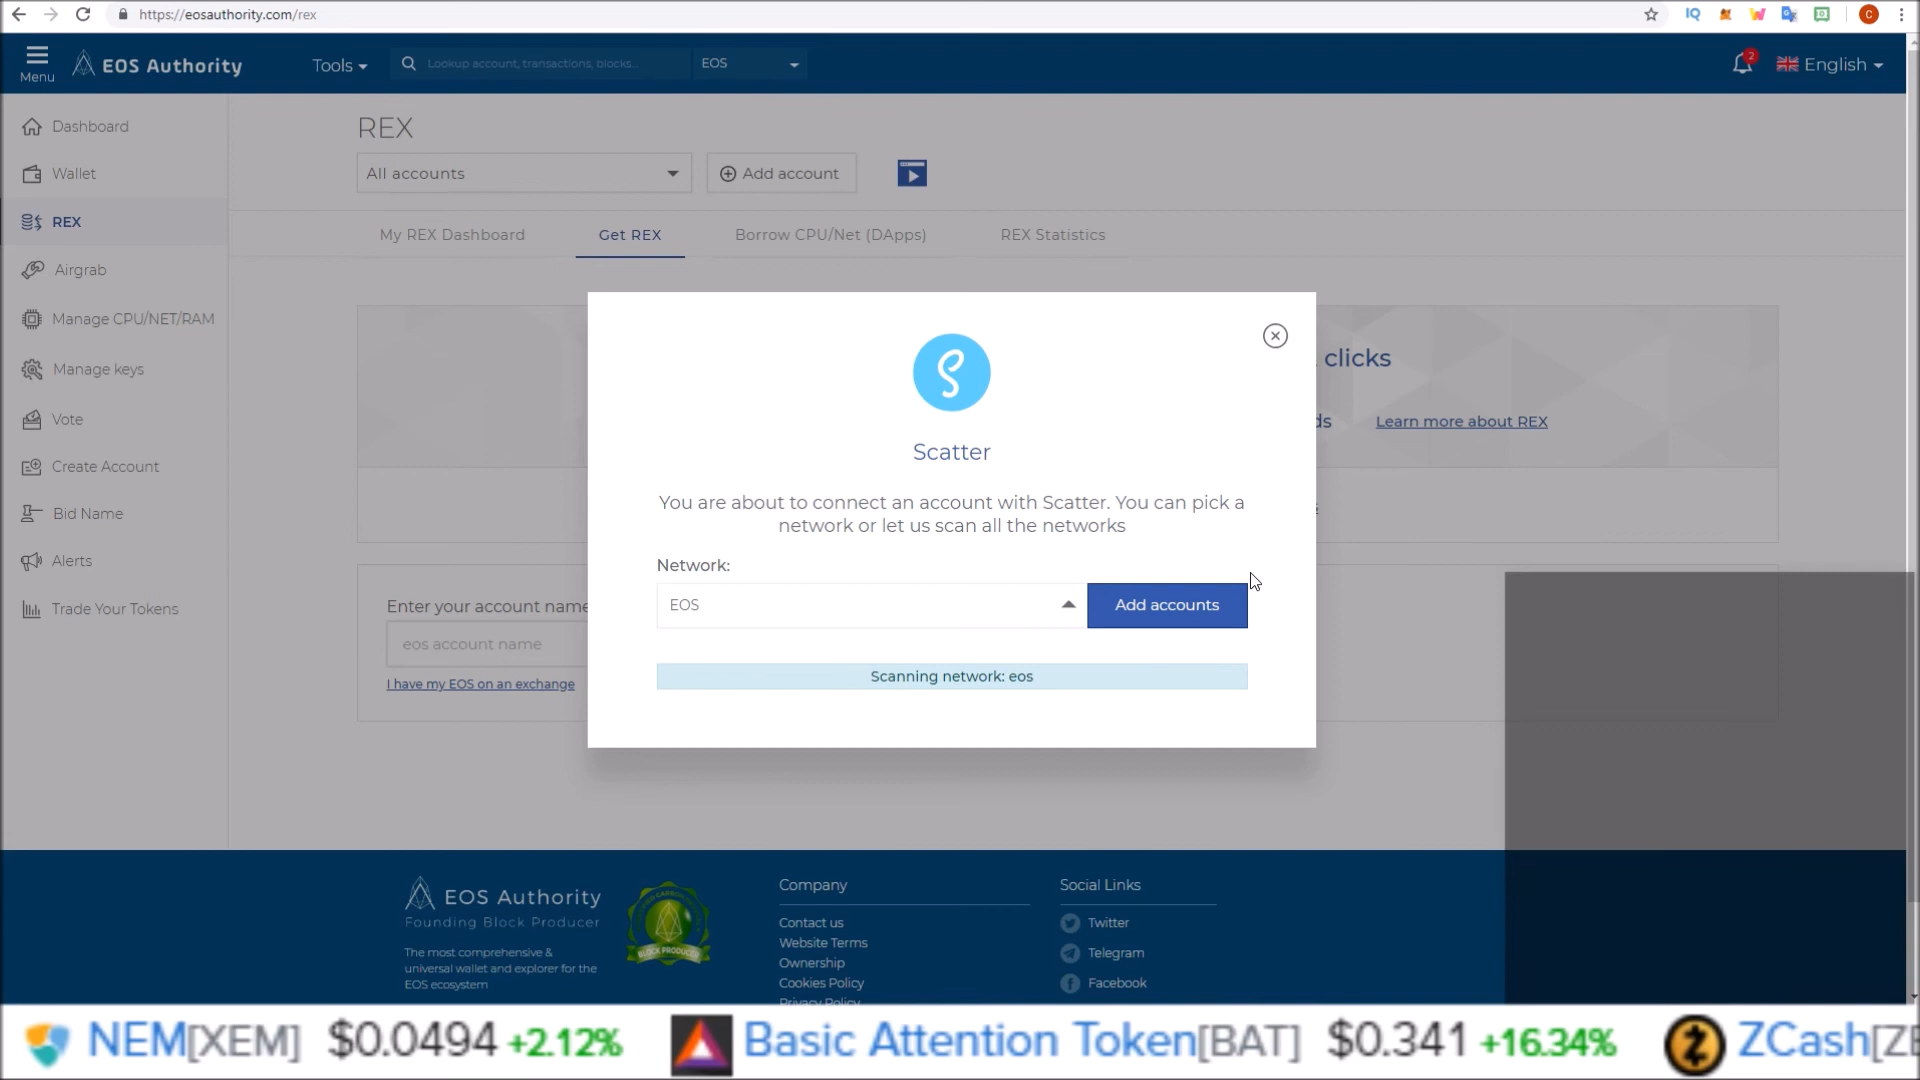 https://eosauthority.com/rex
Menu
EOS Authority
Tools
Lookup account, transactions, blocks...
EOS
2
English
C
Dashboard
Wallet
REX
Airgrab
Manage CPU/NET/RAM
Manage keys
Vote
Create Account
Bid Name
Alerts
Trade Your Tokens
REX
All accounts
Add account
My REX Dashboard
Get REX
Borrow CPU/Net (DApps)
REX Statistics
clicks
ds
Learn more about REX
Scatter
You are about to connect an account with Scatter. You can pick a
network or let us scan all the networks
Network:
EOS
Add accounts
Scanning network: eos
Enter your account name
eos account name
I have my EOS on an exchange
EOS Authority
Founding Block Producer
The most comprehensive &
universal wallet and explorer for the
EOS ecosystem
BLOCK PRODUCER
Company
Contact us
Website Terms
Ownership
Cookies Policy
Privacy Policy
Social Links
Twitter
Telegram
Facebook
NEM[XEM] $0.0494 +2.12%
Basic Attention Token[BAT] $0.341 +16.34%
ZCash[ZE